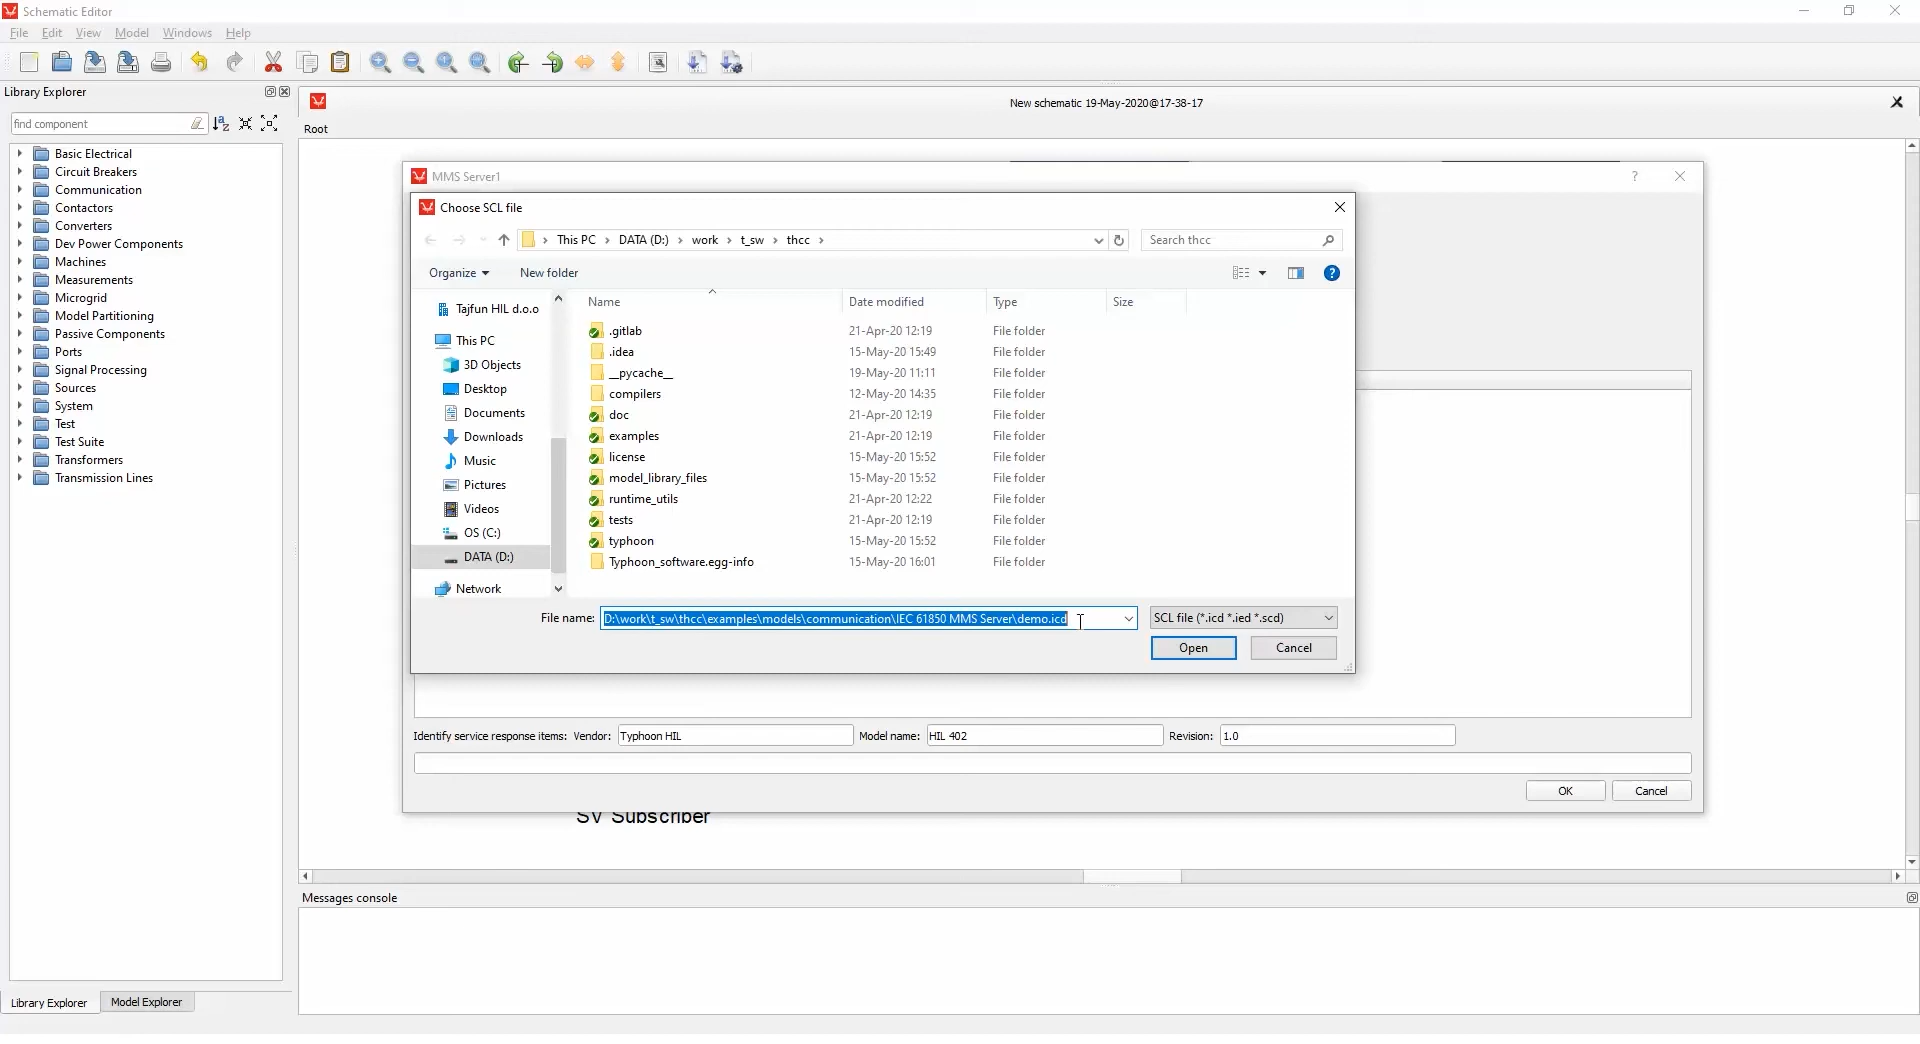 Schematic Editor
File Edit View Model Windows Help
Library Explorer
New schematic 19-May-2020@17-38-17
find component
Root
Basic Electrical
Circuit Breakers
Communication
Contactors
Converters
Dev Power Components
Machines
Measurements
Microgrid
Model Partitioning
Passive Components
Ports
Signal Processing
Sources
System
Test
Test Suite
Transformers
Transmission Lines
MMS Server1
?
Choose SCL file
This PC > DATA (D:) > work > t_sw > thcc >
Search thcc
Organize New folder
Name Date modified Type Size
Tajfun HIL d.o.o
This PC
3D Objects
Desktop
Documents
Downloads
Music
Pictures
Videos
OS (C:)
DATA (D:)
Network
.gitlab 21-Apr-20 12:19 File folder
.idea 15-May-20 15:49 File folder
__pycache__ 19-May-20 11:11 File folder
compilers 12-May-20 14:35 File folder
doc 21-Apr-20 12:19 File folder
examples 21-Apr-20 12:19 File folder
license 15-May-20 15:52 File folder
model_library_files 15-May-20 15:52 File folder
runtime_utils 21-Apr-20 12:22 File folder
tests 21-Apr-20 12:19 File folder
typhoon 15-May-20 15:52 File folder
Typhoon_software.egg-info 15-May-20 16:01 File folder
File name: D:\work\t_sw\thcc\examples\models\communication\IEC 61850 MMS Server\demo.icd SCL file (*.icd *.ied *.scd)
Open Cancel
Identify service response items: Vendor: Typhoon HIL Model name: HIL 402 Revision: 1.0
OK Cancel
SV Subscriber
Messages console
Library Explorer Model Explorer